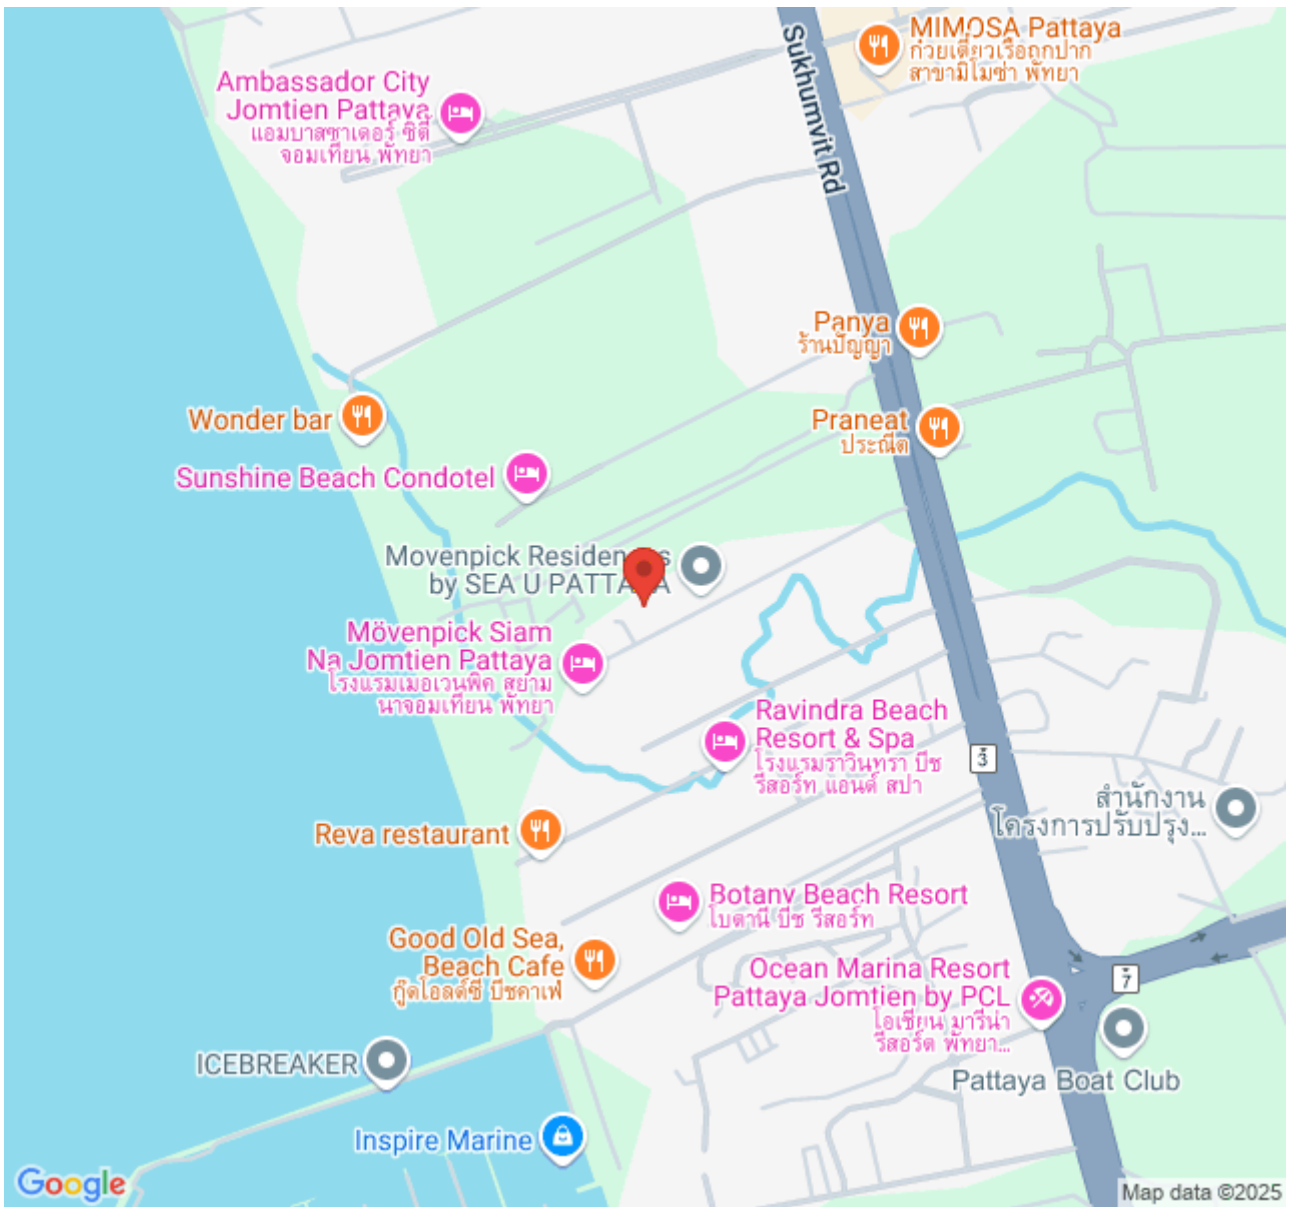 MIMOSA Pattaya
ก๋วยเตี๋ยวเรือถูกปาก
สาขามิโมซ่า พัทยา
Sukhumvit Rd
Ambassador City
Jomtien Pattaya
แอมบาสซาเดอร์ ซิตี้
จอมเทียน พัทยา
Panya
ร้านปัญญา
Wonder bar
Praneat
ประณีต
Sunshine Beach Condotel
Movenpick Residen s
by SEA U PATTA A
Mövenpick Siam
Na Jomtien Pattaya
โรงแรมเมอเวนพิค สยาม
นาจอมเทียน พัทยา
Ravindra Beach
Resort & Spa
โรงแรมราวินทรา บีช
รีสอร์ท แอนด์ สปา
3
สำนักงาน
โครงการปรับปรุง...
Reva restaurant
Botany Beach Resort
โบตานี บีช รีสอร์ท
Good Old Sea,
Beach Cafe
กู๊ดโอลด์ซี บีชคาเฟ่
Ocean Marina Resort
Pattaya Jomtien by PCL
โอเชียน มารีน่า
รีสอร์ต พัทยา...
7
ICEBREAKER
Pattaya Boat Club
Inspire Marine
Google
Map data ©2025